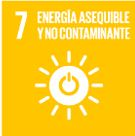 7 ENERGÍA ASEQUIBLE
Y NO CONTAMINANTE